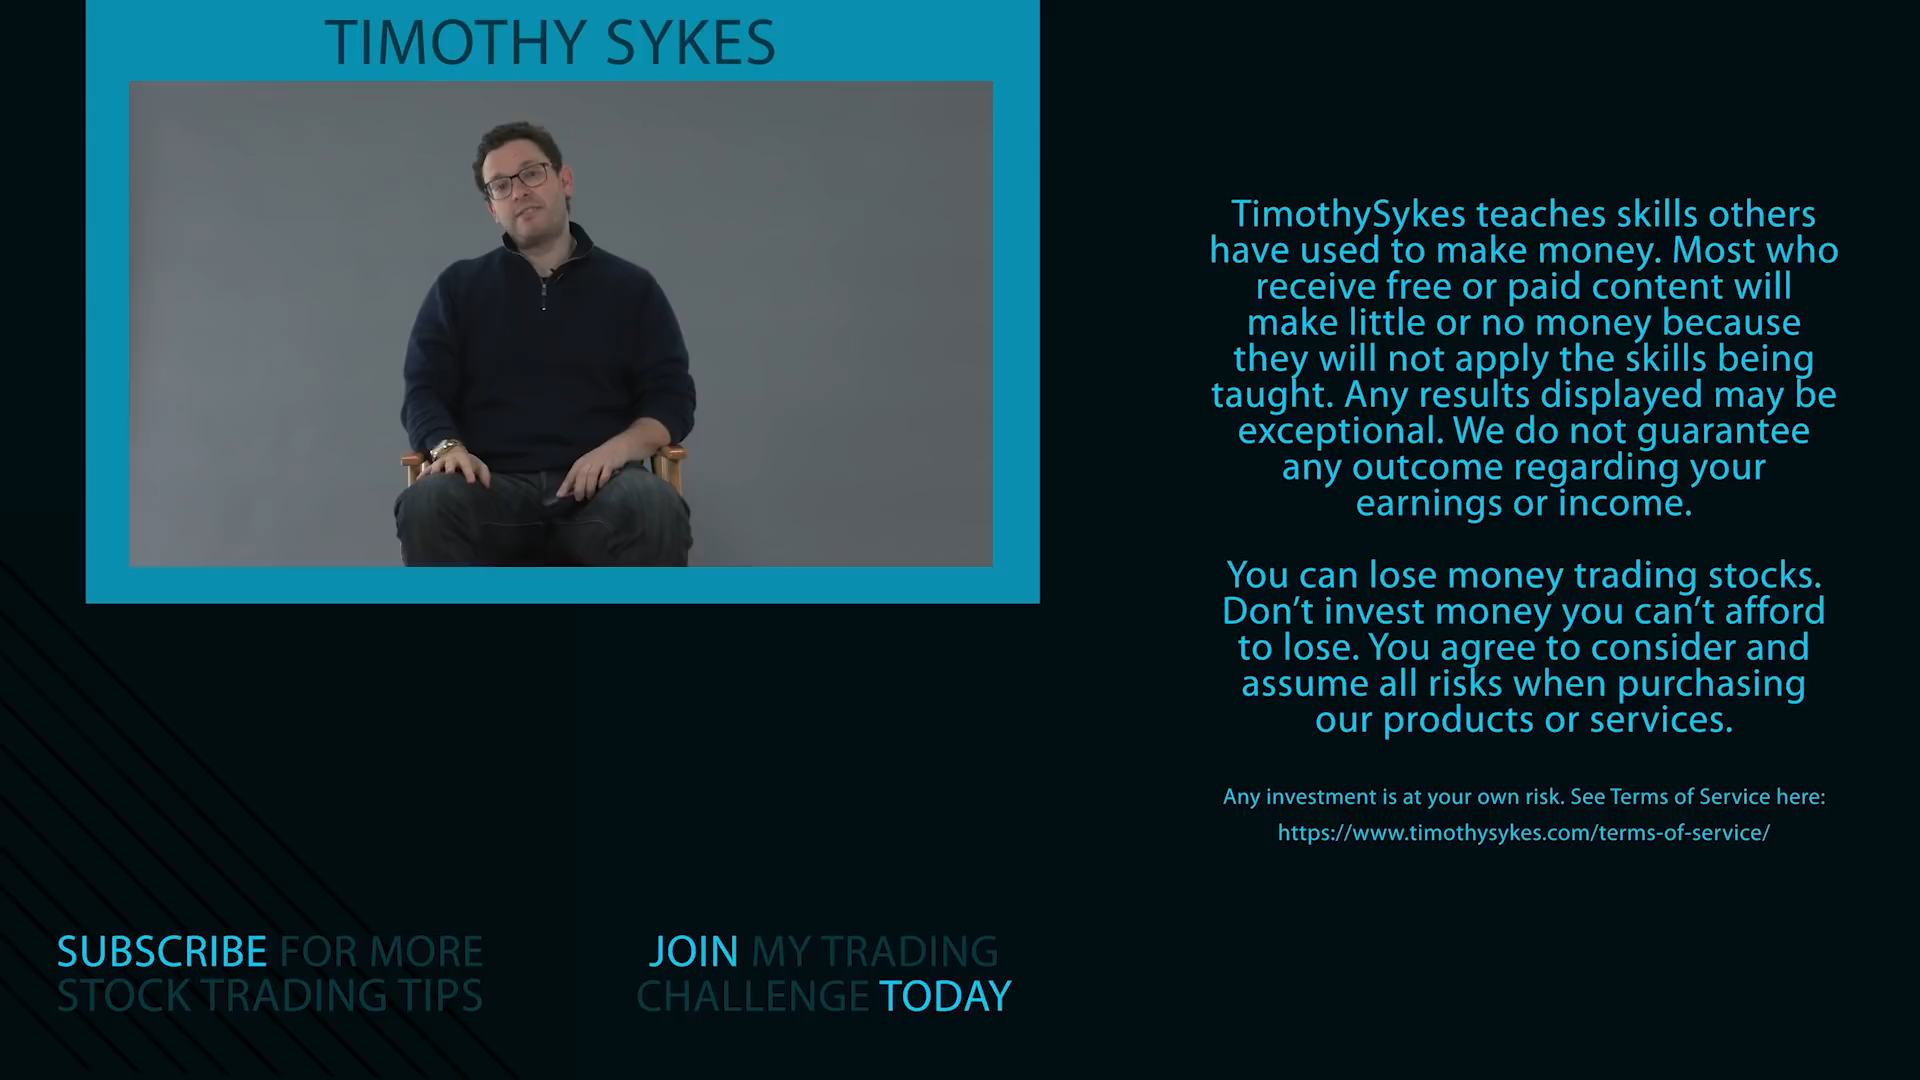 TIMOTHY SYKES
TimothySykes teaches skills others
have used to make money. Most who
receive free or paid content will
make little or no money because
they will not apply the skills being
taught. Any results displayed may be
exceptional. We do not guarantee
any outcome regarding your
earnings or income.
You can lose money trading stocks.
Don’t invest money you can’t afford
to lose. You agree to consider and
assume all risks when purchasing
our products or services.
Any investment is at your own risk. See Terms of Service here:
https://www.timothysykes.com/terms-of-service/
SUBSCRIBE FOR MORE
STOCK TRADING TIPS
JOIN MY TRADING
CHALLENGE TODAY